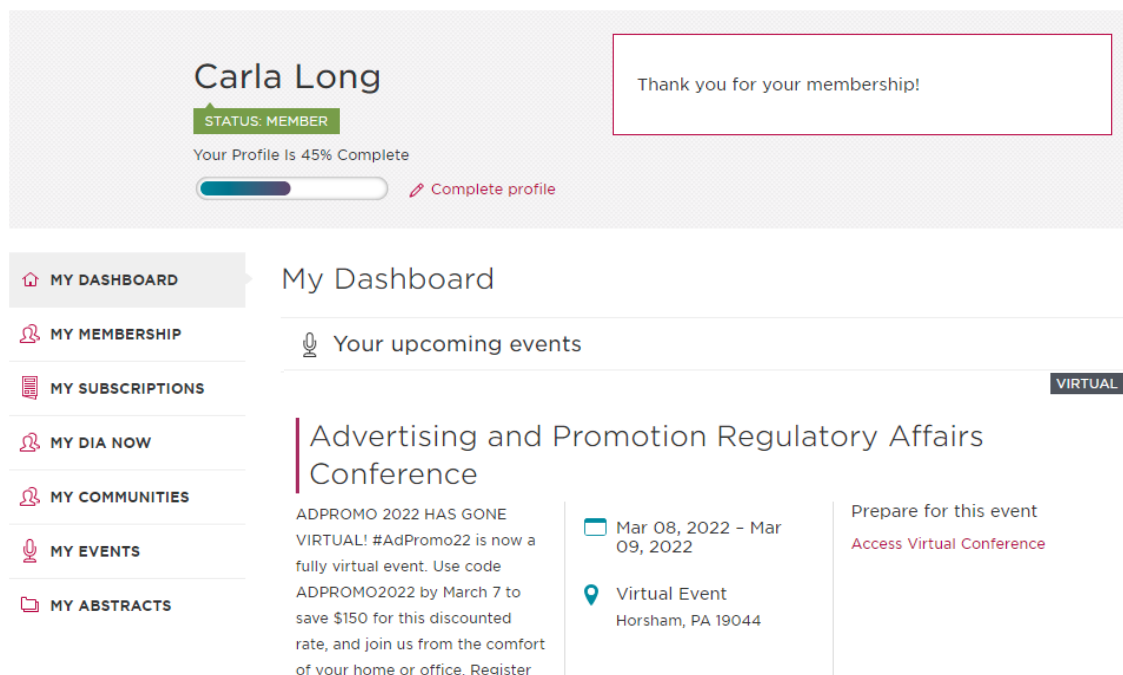 Carla Long
STATUS: MEMBER
Your Profile Is 45% Complete
Complete profile
Thank you for your membership!
MY DASHBOARD
MY MEMBERSHIP
MY SUBSCRIPTIONS
MY DIA NOW
MY COMMUNITIES
MY EVENTS
MY ABSTRACTS
My Dashboard
Your upcoming events
VIRTUAL
Advertising and Promotion Regulatory Affairs
Conference
ADPROMO 2022 HAS GONE
VIRTUAL! #AdPromo22 is now a
fully virtual event. Use code
ADPROMO2022 by March 7 to
save $150 for this discounted
rate, and join us from the comfort
of your home or office. Register
Mar 08, 2022 – Mar
09, 2022
Virtual Event
Horsham, PA 19044
Prepare for this event
Access Virtual Conference